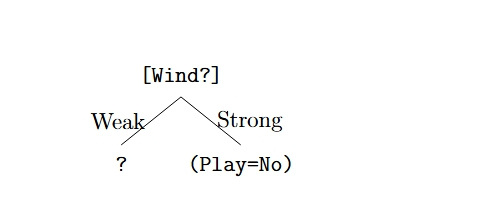 [Wind?]
Weak Strong
? (Play=No)